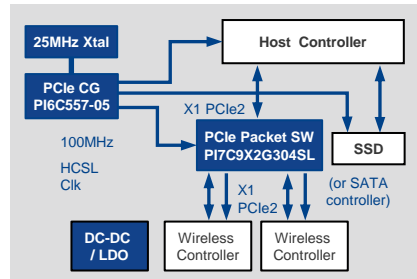 25MHz Xtal
Host Controller
PCIe CG
PI6C557-05
X1 PCIe2
100MHz
HCSL
Clk
PCIe Packet SW
PI7C9X2G304SL
SSD
(or SATA
controller)
X1
PCIe2
DC-DC
/ LDO
Wireless
Controller
Wireless
Controller